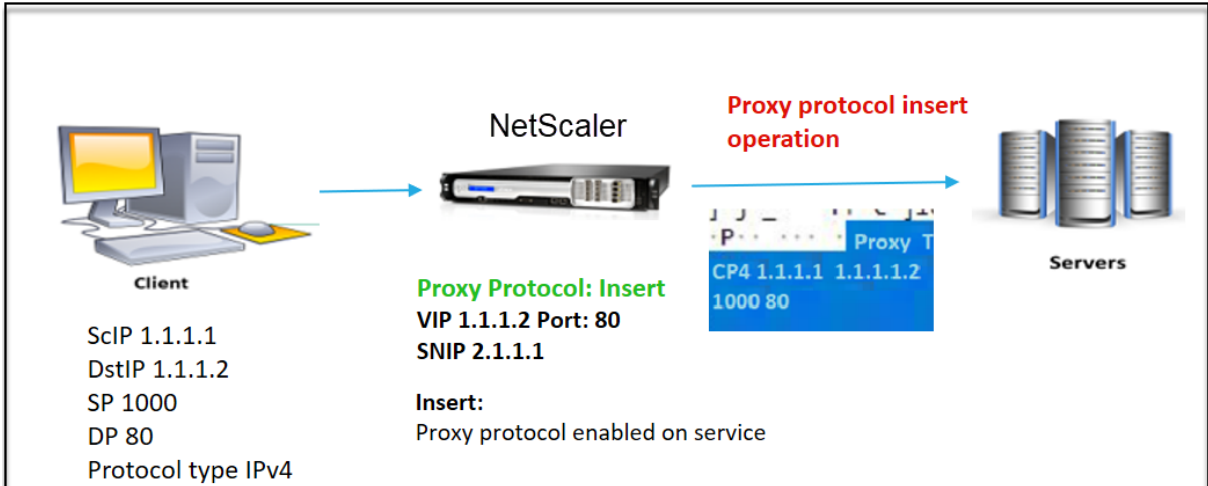 NetScaler
Proxy protocol insert
operation
Client
Servers
ScIP 1.1.1.1
DstIP 1.1.1.2
SP 1000
DP 80
Protocol type IPv4
Proxy Protocol: Insert
VIP 1.1.1.2 Port: 80
SNIP 2.1.1.1
Insert:
Proxy protocol enabled on service
P Proxy T
CP4 1.1.1.1 1.1.1.1.2
1000 80